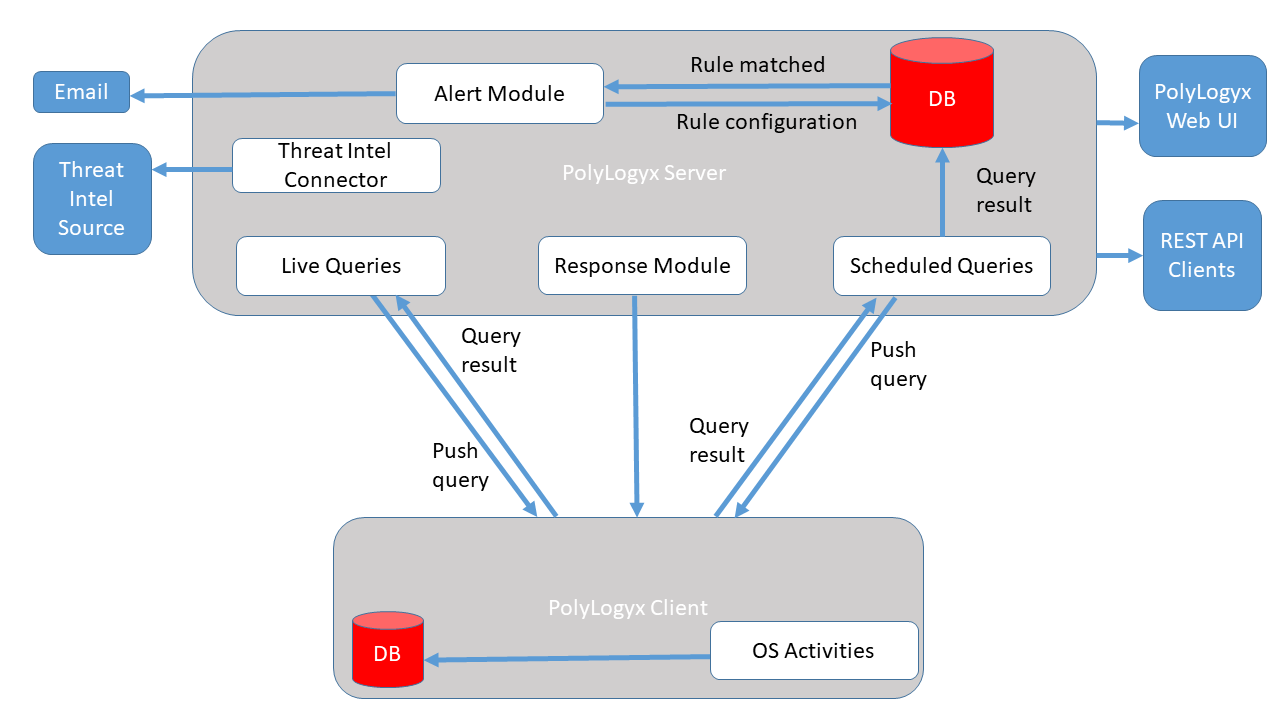 Email
Alert Module
Rule matched
DB
Rule configuration
PolyLogyx
Web UI
Threat
Intel
Source
Threat Intel
Connector
PolyLogyx Server
Query
result
REST API
Clients
Live Queries
Response Module
Scheduled Queries
Query
result
Push
query
Push
query
Query
result
PolyLogyx Client
DB
OS Activities